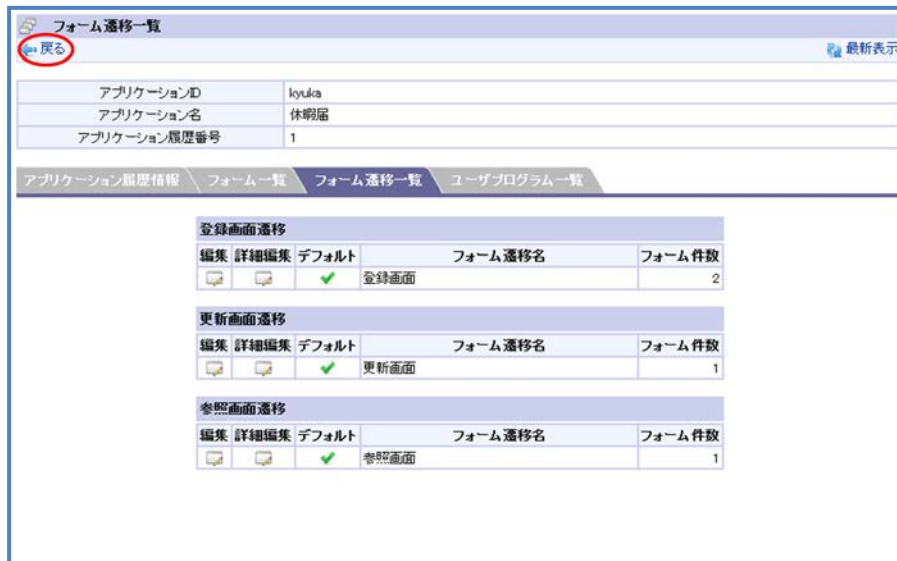 フォーム遷移一覧
戻る 最新表示
アプリケーションID kyuka
アプリケーション名 休暇届
アプリケーション履歴番号 1
アプリケーション履歴情報 フォーム一覧 フォーム遷移一覧 ユーザプログラム一覧
登録画面遷移
編集 詳細編集 デフォルト フォーム遷移名 フォーム件数
登録画面 2
更新画面遷移
編集 詳細編集 デフォルト フォーム遷移名 フォーム件数
更新画面 1
参照画面遷移
編集 詳細編集 デフォルト フォーム遷移名 フォーム件数
参照画面 1